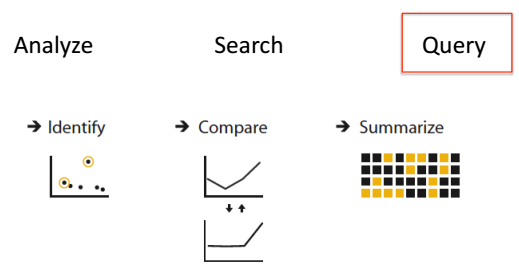 Analyze Search Query
→ Identify → Compare → Summarize